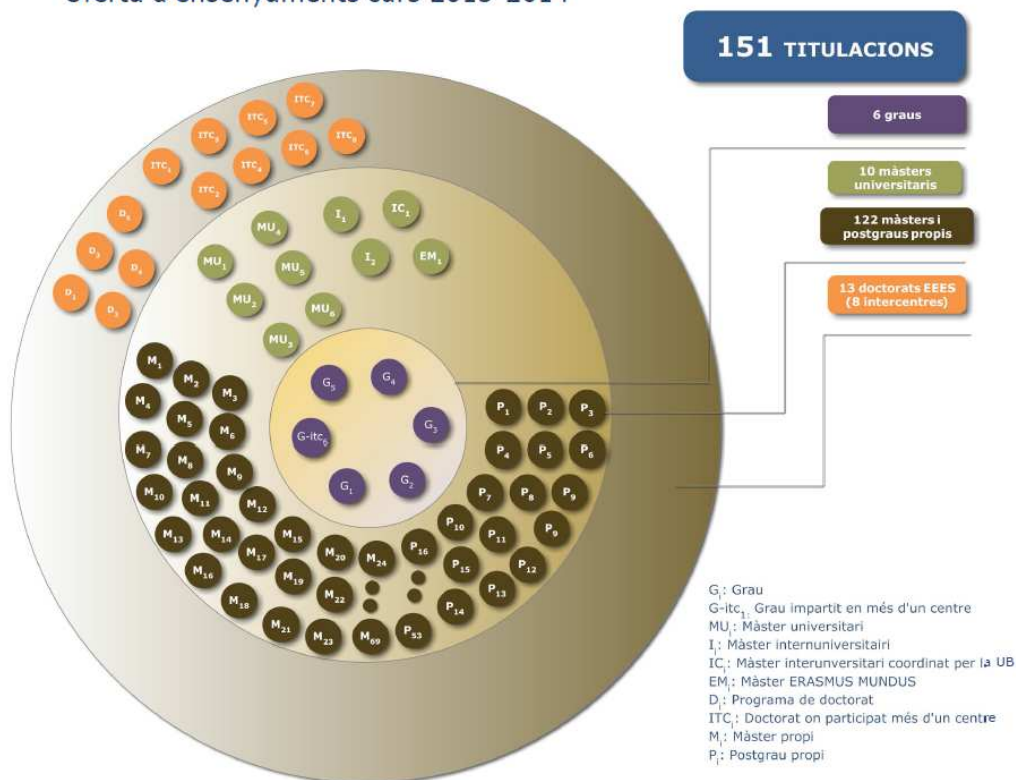 Oferta d'ensenyaments curs 2013-2014
151 TITULACIONS
6 graus
10 màsters
universitaris
122 màsters i
postgraus propis
13 doctorats EEES
(8 intercentres)
ITC7
ITC5
ITC3
ITC8
ITC6
ITC4
ITC1
ITC2
D5
D3
D4
D1
D2
MU4
I1
IC1
MU1
MU5
I2
EM1
MU2
MU6
MU3
G5
G4
G3
G-itc6
G2
G1
M1
M2
M3
M4
M5
M6
M7
M8
M9
M10
M11
M12
M13
M14
M15
M16
M17
M18
M19
M20
M21
M22
M23
M24
M69
P1
P2
P3
P4
P5
P6
P7
P8
P9
P9
P10
P11
P12
P13
P14
P15
P16
P53
Gi: Grau
G-itc1: Grau impartit en més d'un centre
MUi: Màster universitari
Ii: Màster internuniversitairi
ICi: Màster interunversitari coordinat per la UB
EMi: Màster ERASMUS MUNDUS
Di: Programa de doctorat
ITCi: Doctorat on participat més d'un centre
Mi: Màster propi
Pi: Postgrau propi